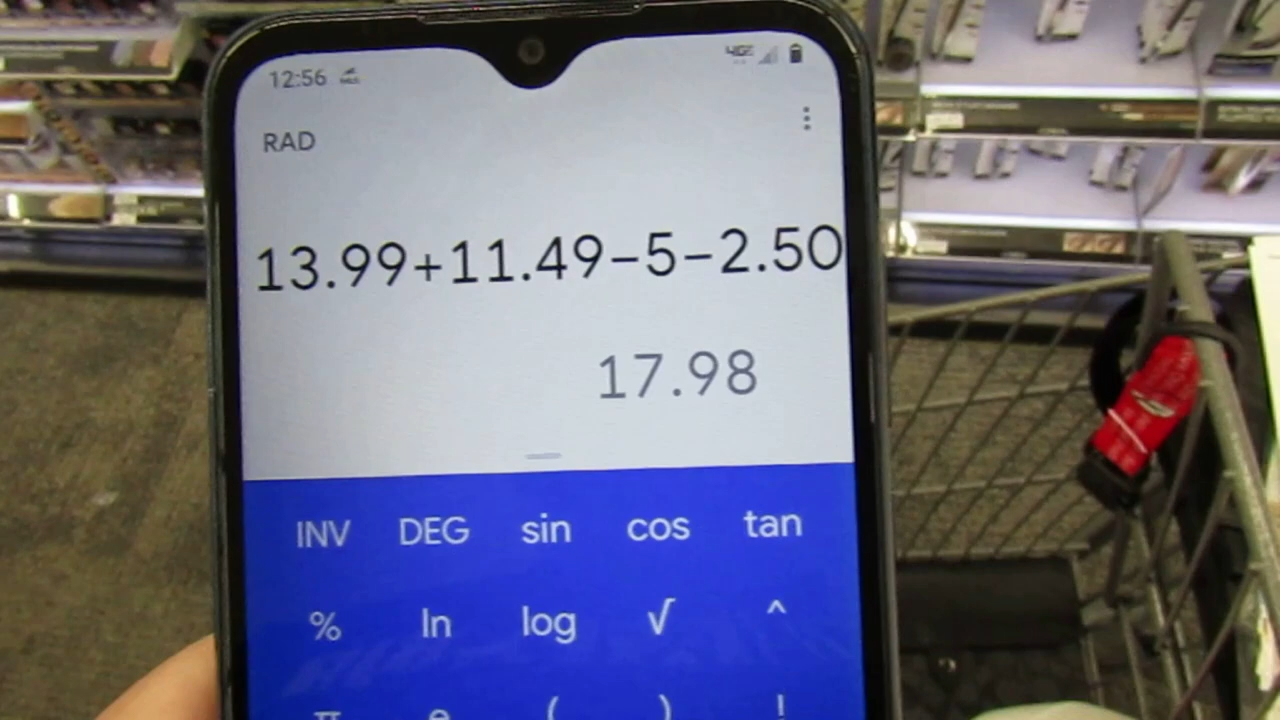 12:56
4GE
RAD
13.99+11.49–5–2.50
17.98
INV DEG sin cos tan
% ln log √ ^
π e ( ) !